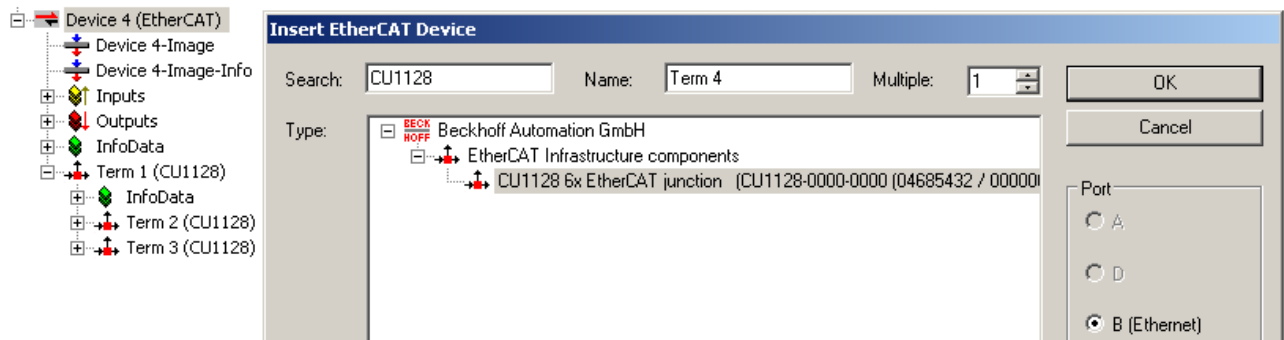 Device 4 (EtherCAT)
Device 4-Image
Device 4-Image-Info
Inputs
Outputs
InfoData
Term 1 (CU1128)
InfoData
Term 2 (CU1128)
Term 3 (CU1128)
Insert EtherCAT Device
Search: CU1128 Name: Term 4 Multiple: 1 OK
Cancel
Type: BECKHOFF Beckhoff Automation GmbH
EtherCAT Infrastructure components
CU1128 6x EtherCAT junction (CU1128-0000-0000 (04685432 / 000000
Port
A
D
B (Ethernet)